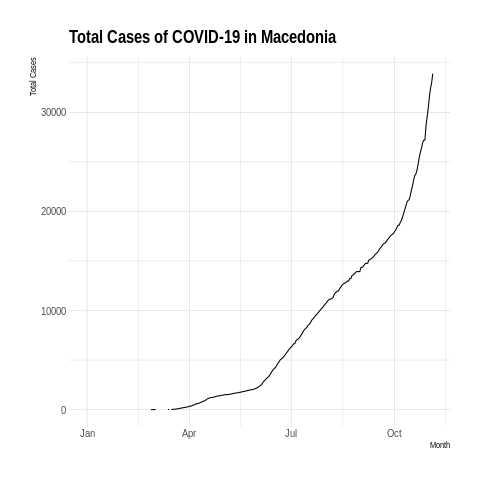 Total Cases of COVID-19 in Macedonia
Total Cases
30000
20000
10000
0
Jan Apr Jul Oct
Month